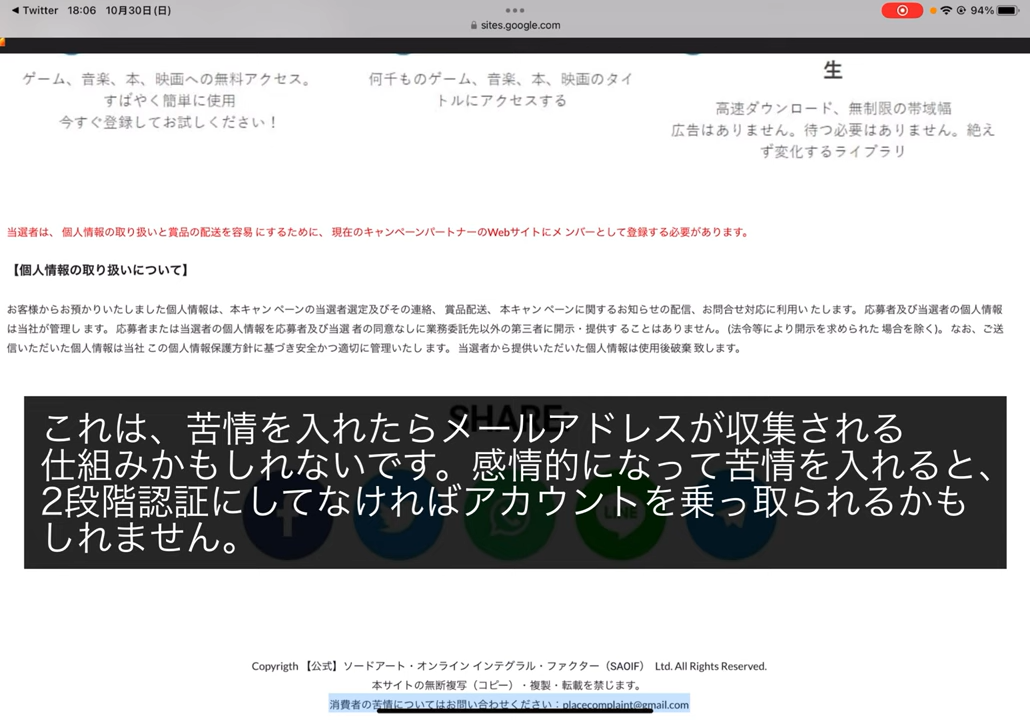 ◀ Twitter 18:06 10月30日(日)
94%
sites.google.com
ゲーム、音楽、本、映画への無料アクセス。
すばやく簡単に使用
今すぐ登録してお試しください！
何千ものゲーム、音楽、本、映画のタイ
トルにアクセスする
生
高速ダウンロード、無制限の帯域幅
広告はありません。待つ必要はありません。絶え
ず変化するライブラリ
当選者は、 個人情報の取り扱いと賞品の配送を容易 にするために、 現在のキャンペーンパートナーのWebサイトにメ ンバーとして登録する必要があります。
【個人情報の取り扱いについて】
お客様からお預かりいたしました個人情報は、本キャン ペーンの当選者選定及びその連絡、 賞品配送、 本キャン ペーンに関するお知らせの配信、お問合せ対応に利用い たします。 応募者及び当選者の個人情報
は当社が管理し ます。 応募者または当選者の個人情報を応募者及び当選 者の同意なしに業務委託先以外の第三者に開示・提供す ることはありません。(法令等により開示を求められた 場合を除く)。 なお、ご送
信いただいた個人情報は当社 この個人情報保護方針に基づき安全かつ適切に管理いたし ます。 当選者から提供いただいた個人情報は使用後破棄 致します。
SHARE:
これは、苦情を入れたらメールアドレスが収集される
仕組みかもしれないです。感情的になって苦情を入れると、
2段階認証にしてなければアカウントを乗っ取られるかも
しれません。
LINE
Copyrigth 【公式】ソードアート・オンライン インテグラル・ファクター（SAOIF） Ltd. All Rights Reserved.
本サイトの無断複写（コピー）・複製・転載を禁じます。
消費者の苦情についてはお問い合わせください：placecomplaint@gmail.com